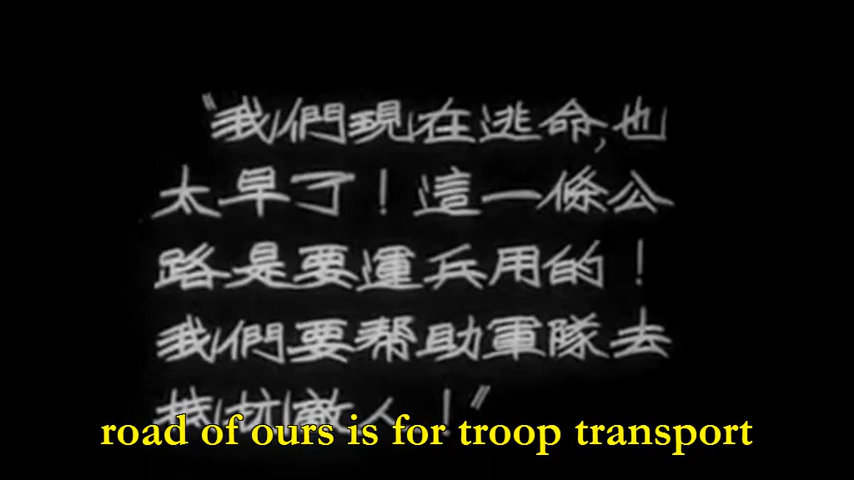 “我們現在逃命,也
太早了！這一條公
路是要運兵用的！
我們要帮助軍隊去
抵抗敵人！”
road of ours is for troop transport